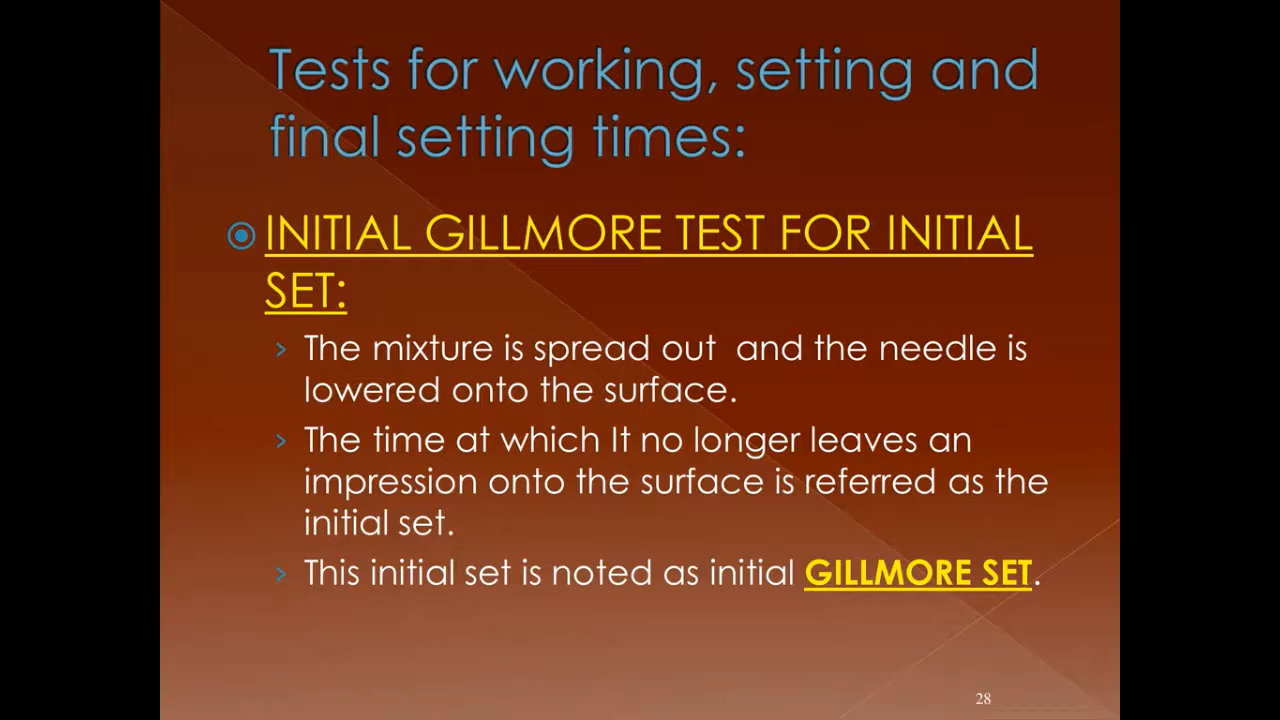 Tests for working, setting and
final setting times:
INITIAL GILLMORE TEST FOR INITIAL
SET:
The mixture is spread out  and the needle is
lowered onto the surface.
The time at which It no longer leaves an
impression onto the surface is referred as the
initial set.
This initial set is noted as initial GILLMORE SET.
28